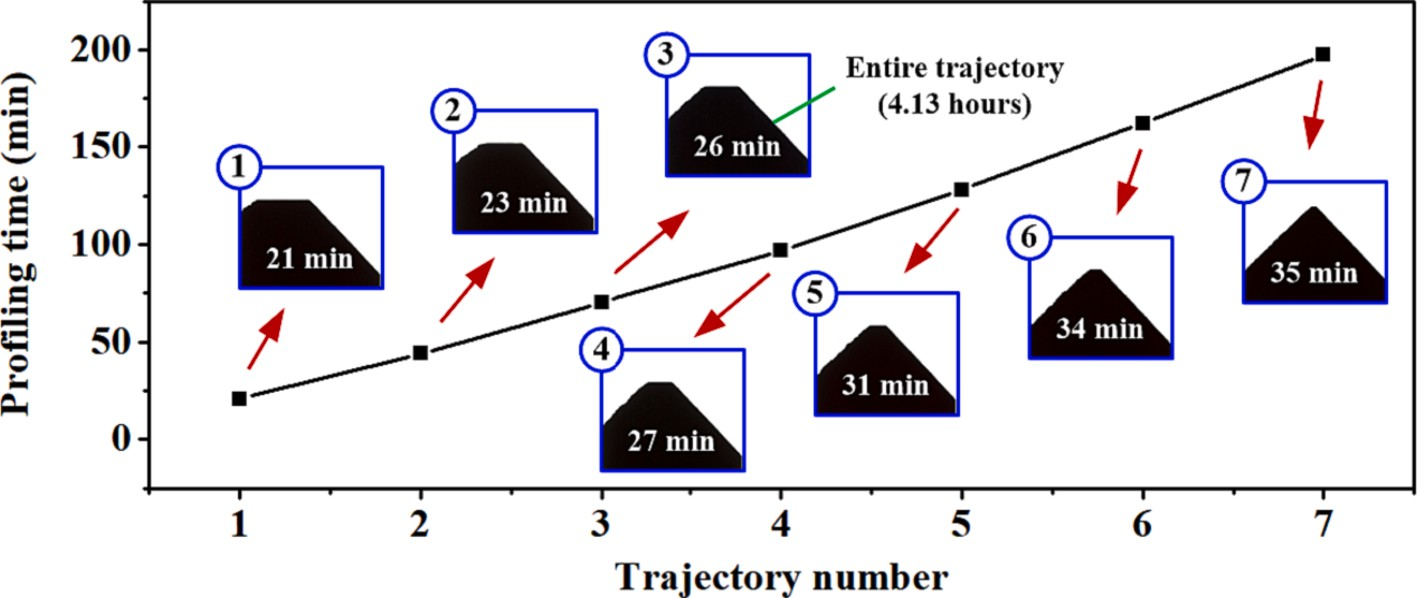 Profiling time (min)
200
150
100
50
0
1
21 min
2
23 min
3
26 min
Entire trajectory
(4.13 hours)
4
27 min
5
31 min
6
34 min
7
35 min
1 2 3 4 5 6 7
Trajectory number